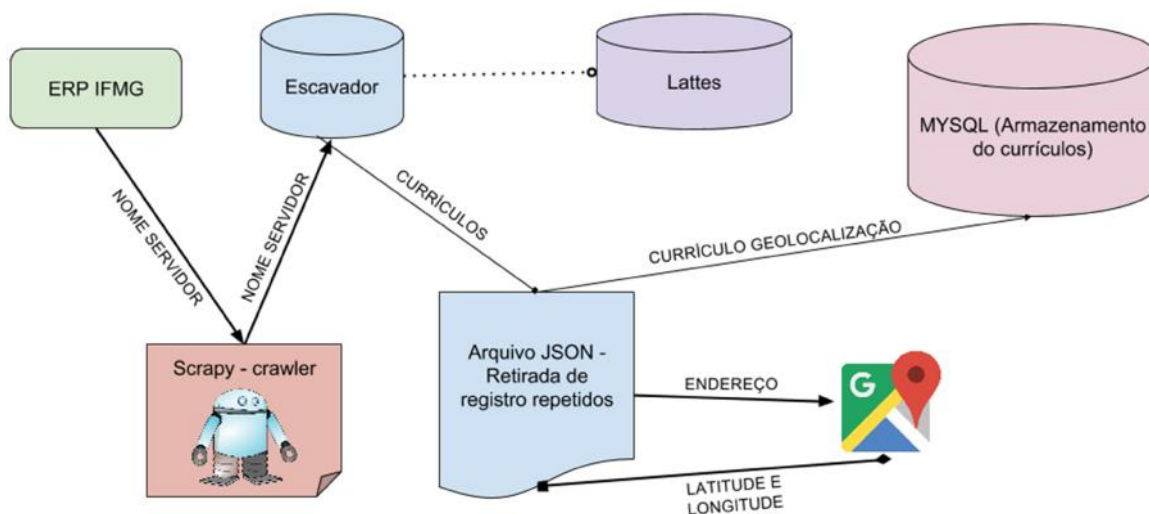 ERP IFMG
Escavador
Lattes
MYSQL (Armazenamento
do currículos)
NOME SERVIDOR
NOME SERVIDOR
CURRÍCULOS
CURRÍCULO GEOLOCALIZAÇÃO
Scrapy - crawler
Arquivo JSON -
Retirada de
registro repetidos
ENDEREÇO
G
LATITUDE E
LONGITUDE